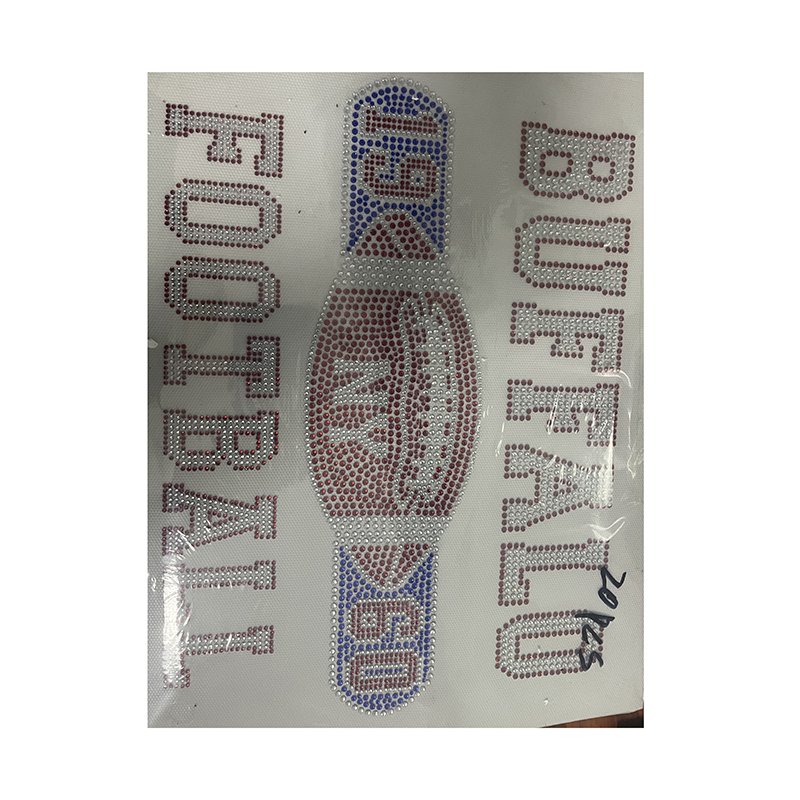 BUFFALO
1960
NY
FOOTBALL
20pcs